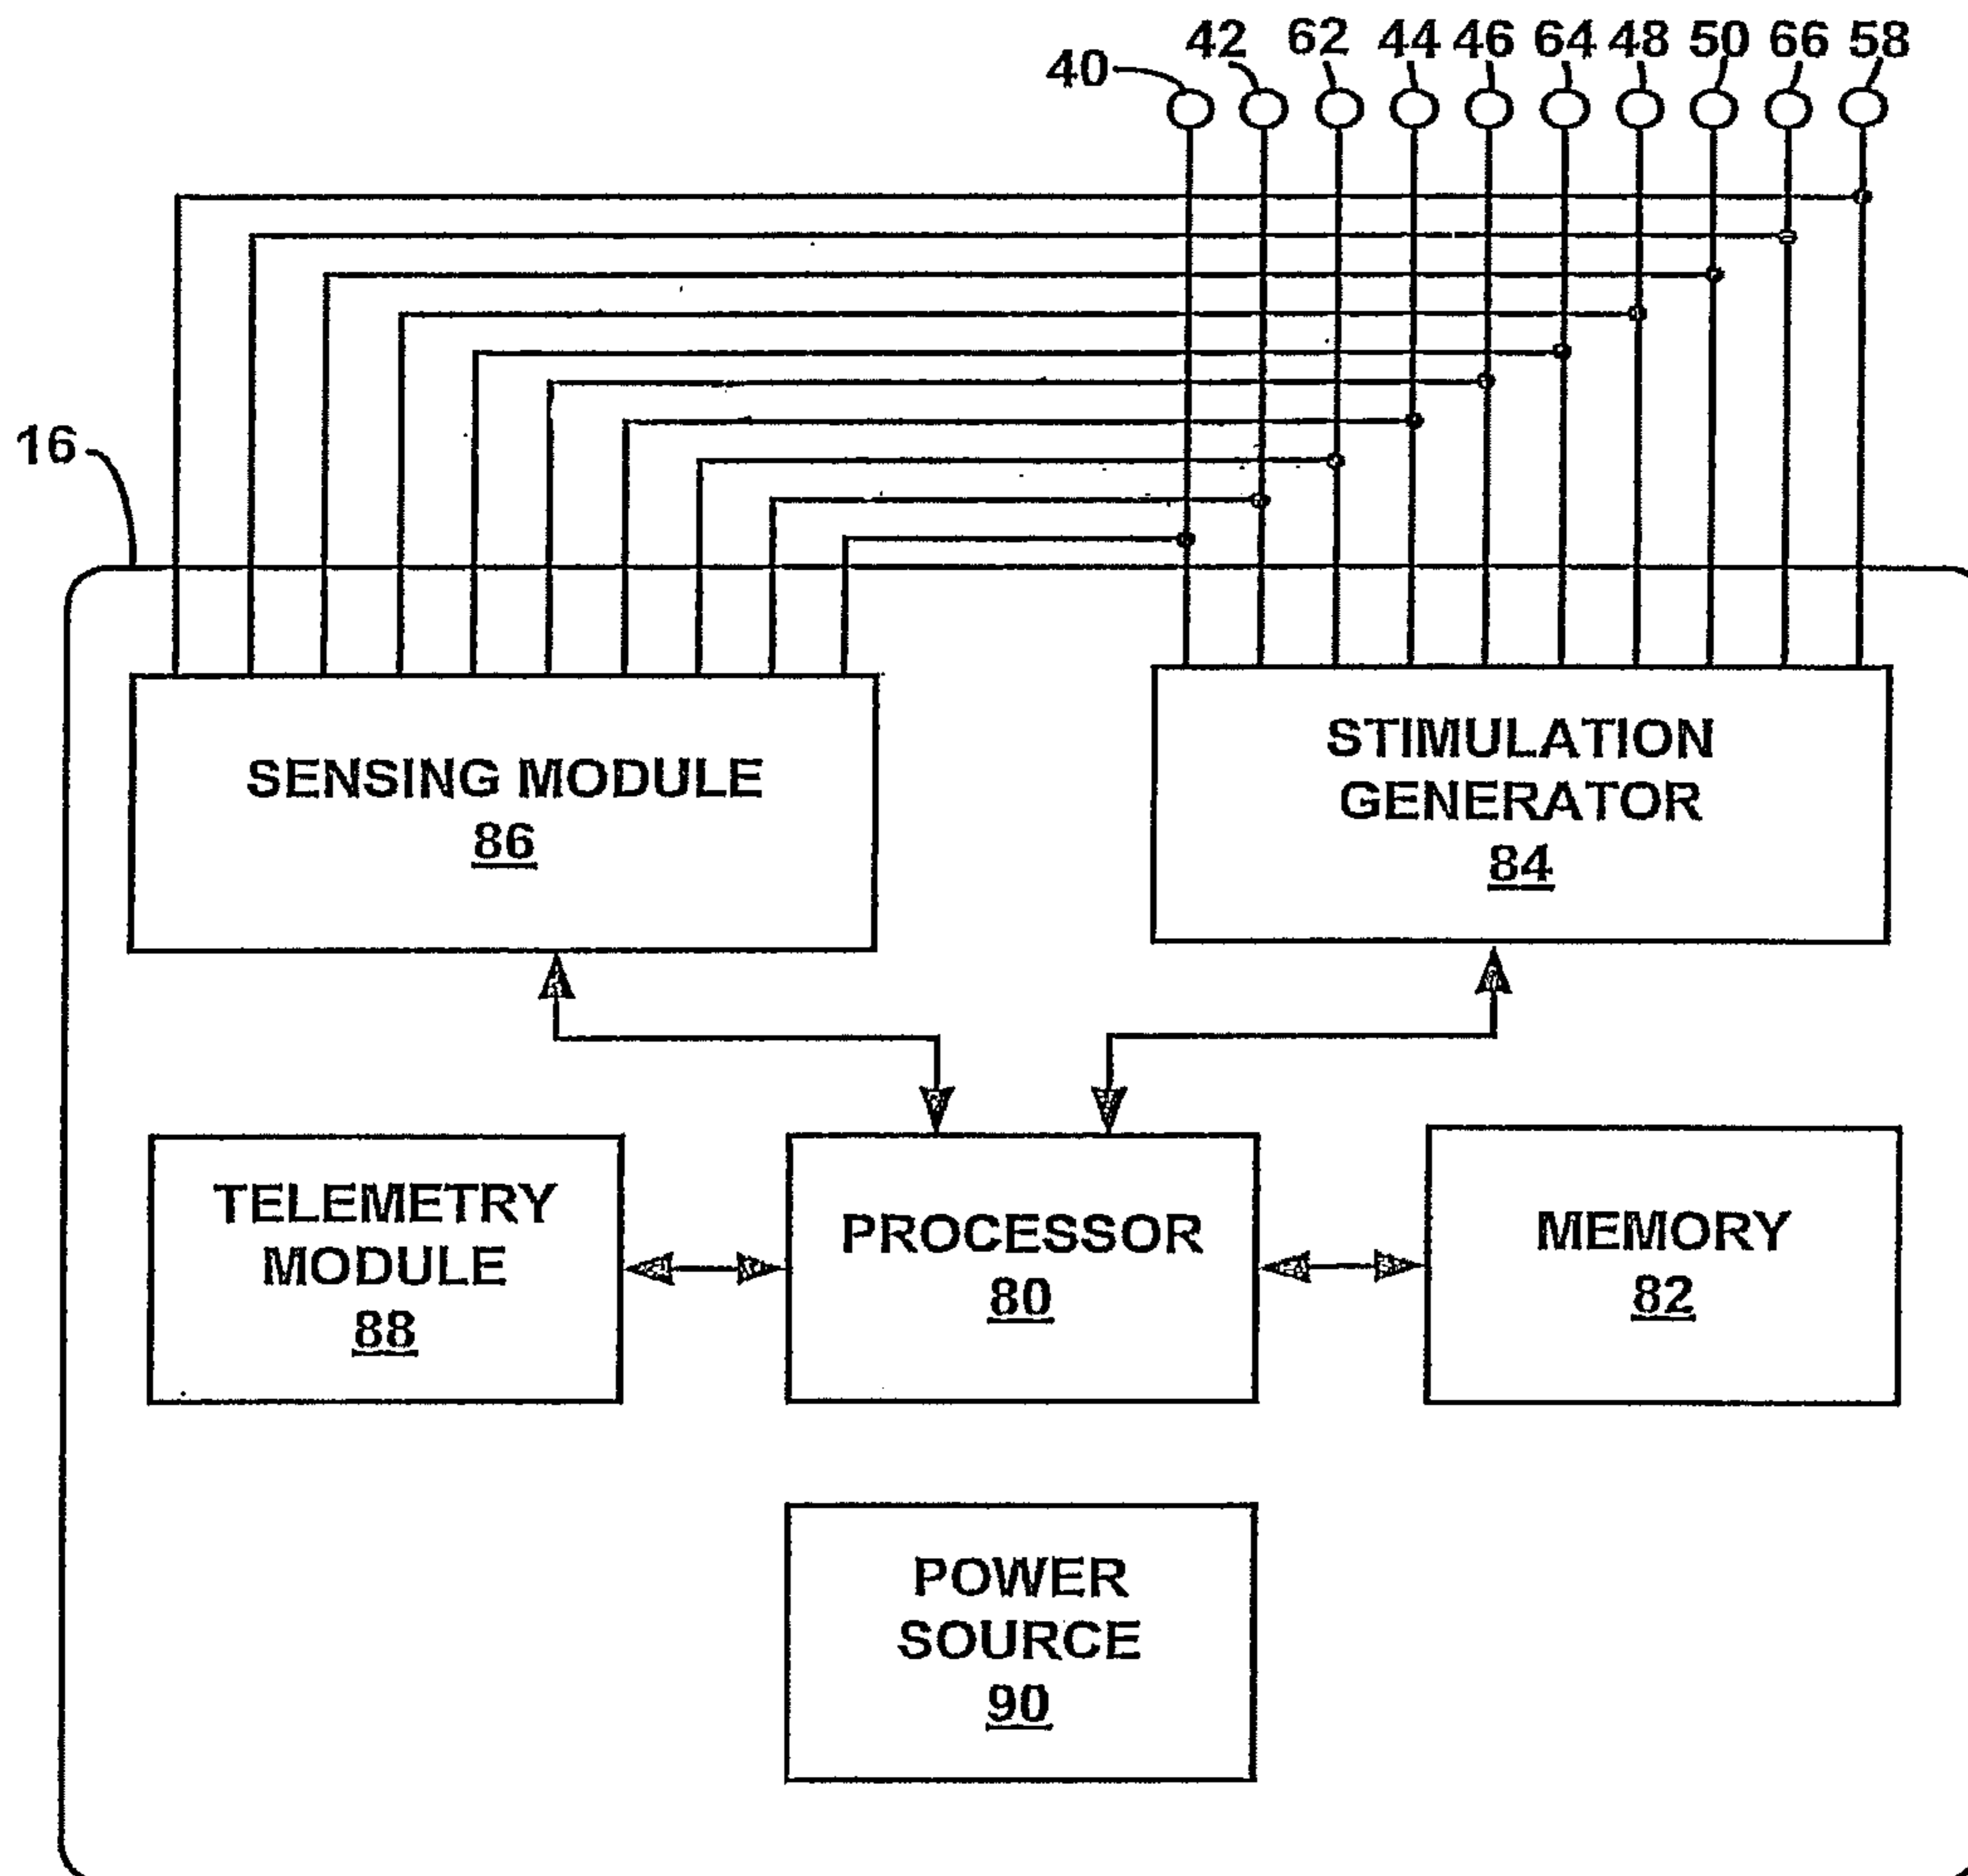 40 42 62 44 46 64 48 50 66 58
16
SENSING MODULE
86
STIMULATION
GENERATOR
84
TELEMETRY
MODULE
88
PROCESSOR
80
MEMORY
82
POWER
SOURCE
90